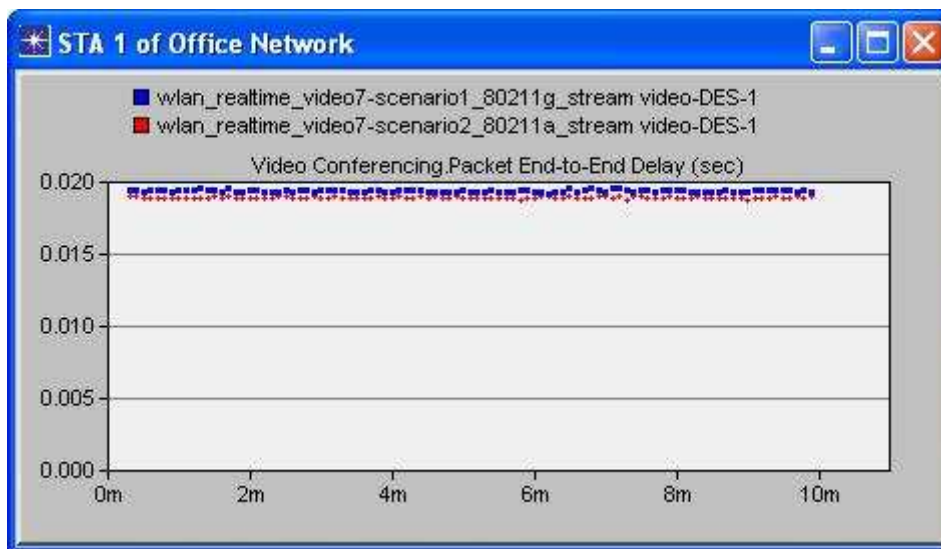 STA 1 of Office Network
wlan_realtime_video7-scenario1_80211g_stream video-DES-1
wlan_realtime_video7-scenario2_80211a_stream video-DES-1
Video Conferencing.Packet End-to-End Delay (sec)
0.020
0.015
0.010
0.005
0.000
0m 2m 4m 6m 8m 10m